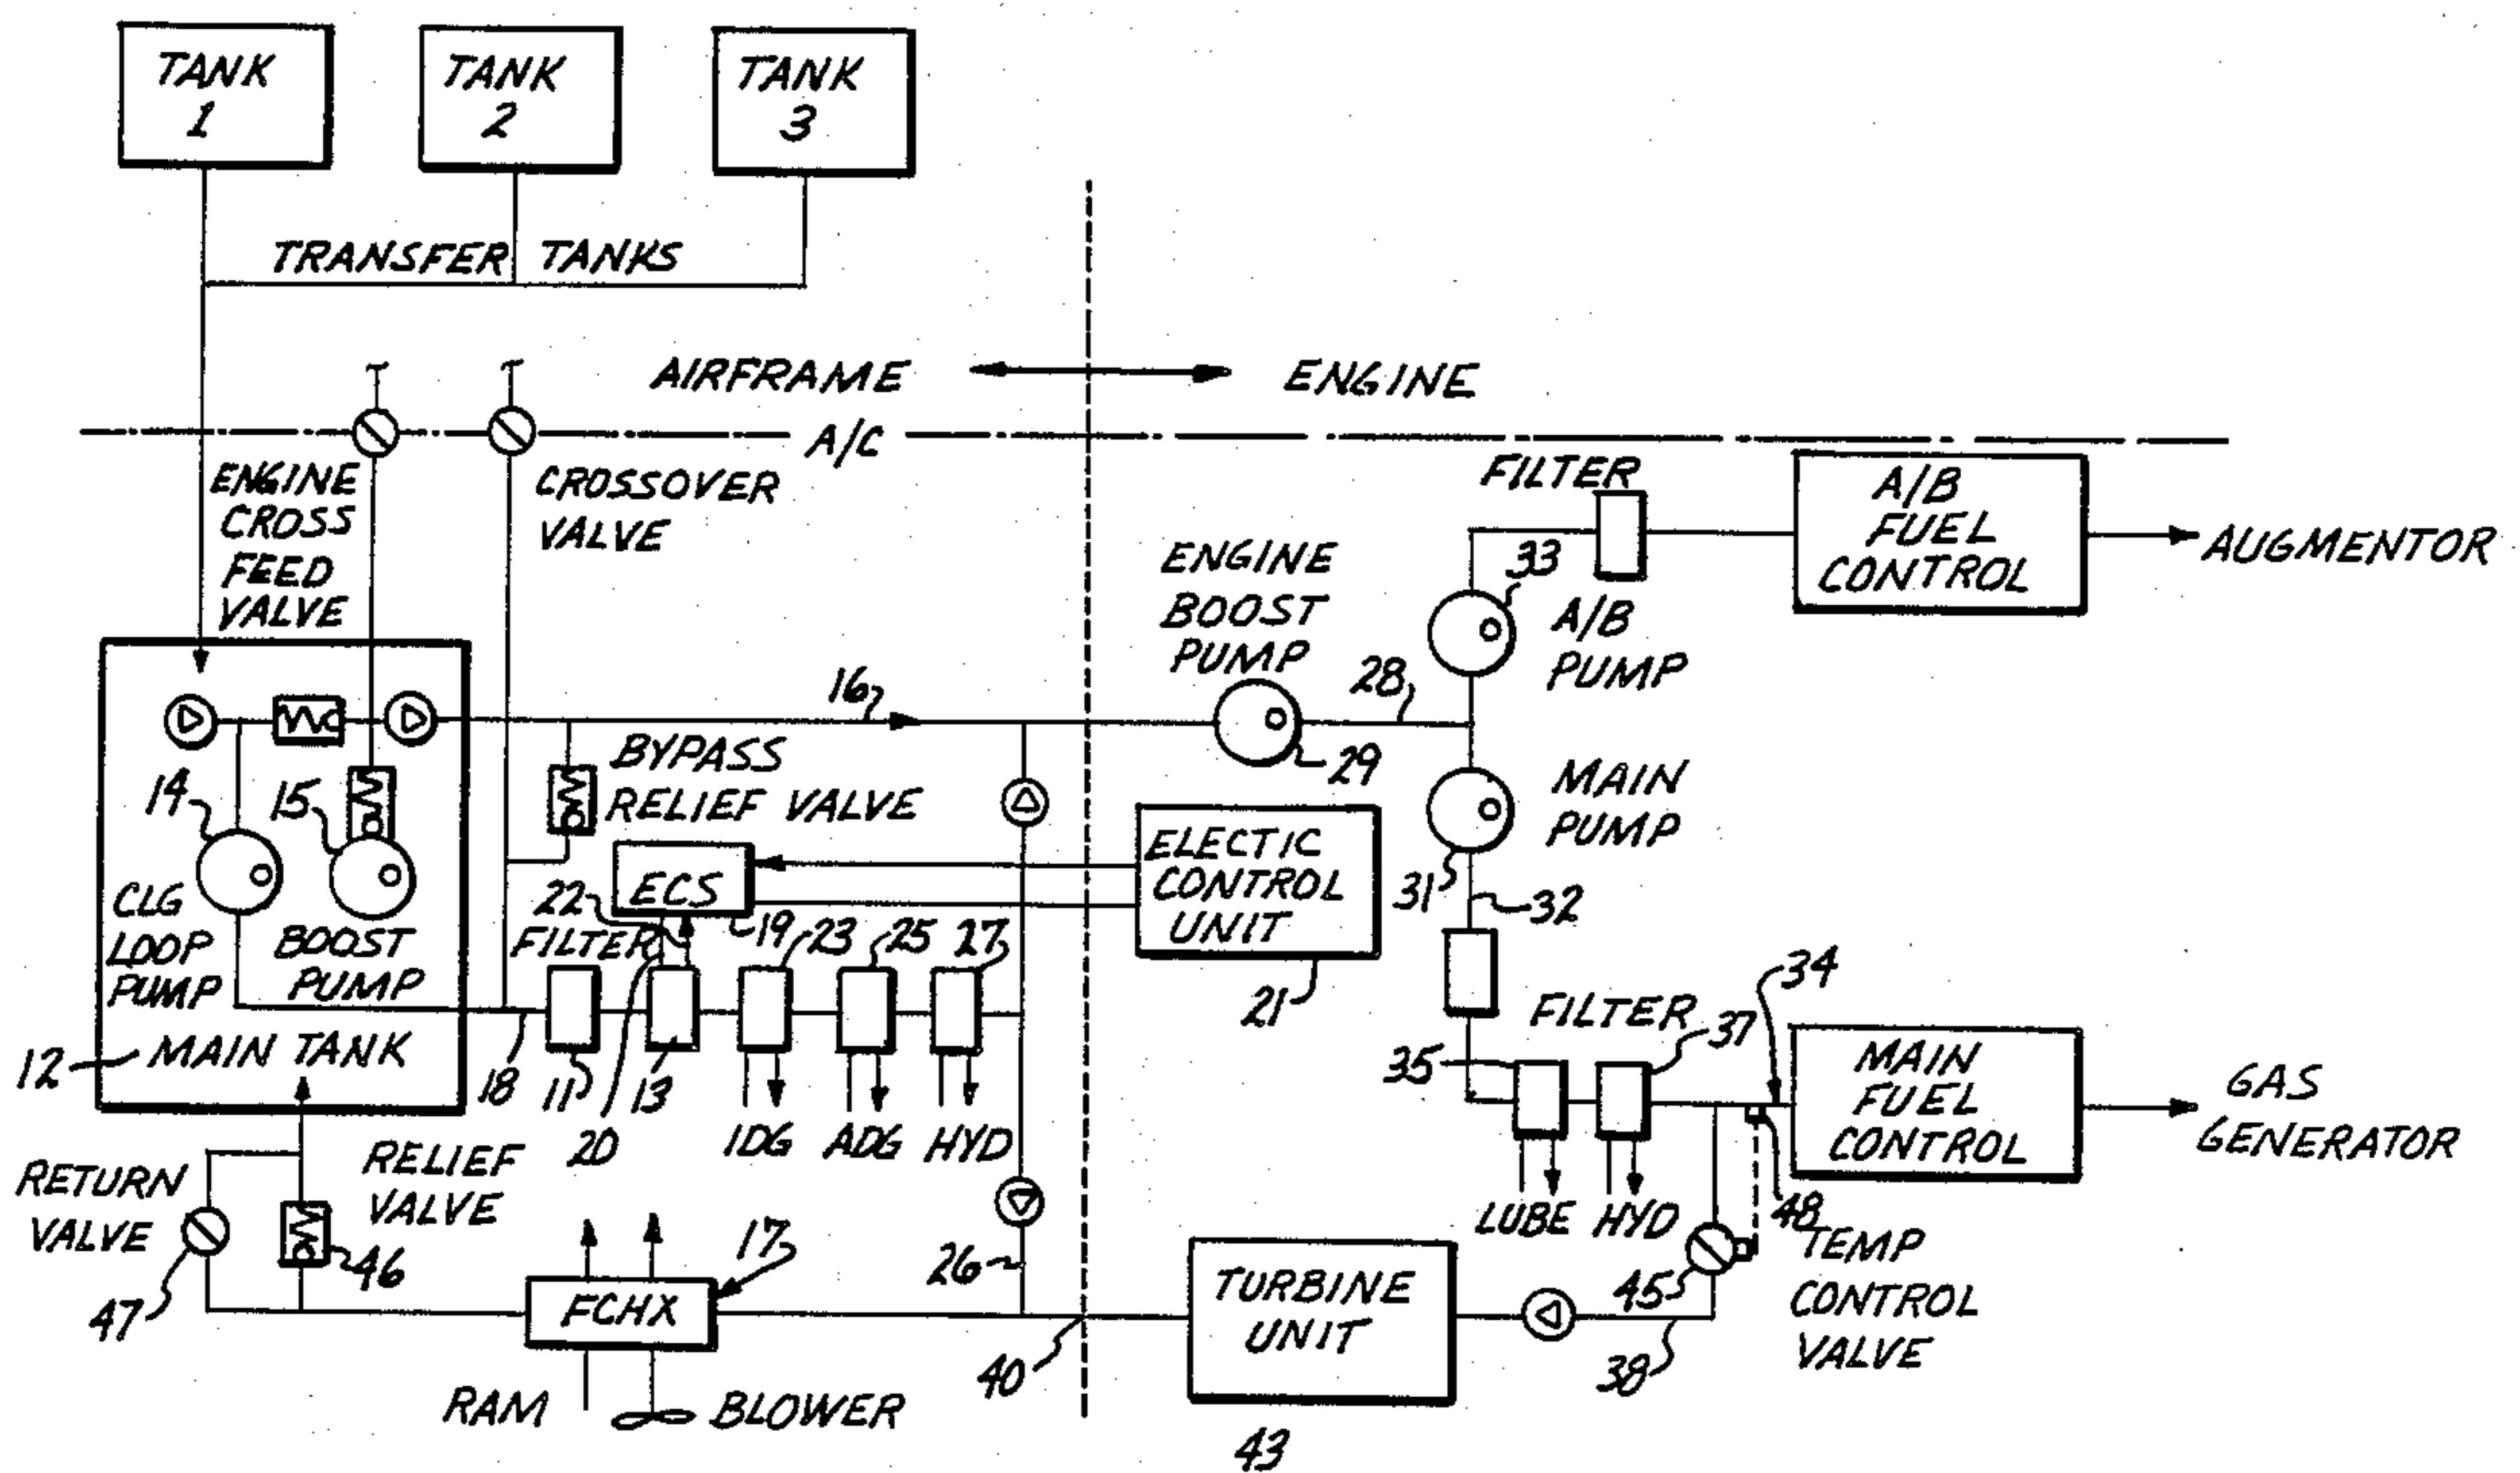 TANK
1
TANK
2
TANK
3
TRANSFER TANKS
AIRFRAME
ENGINE
A/C
ENGINE
CROSS
FEED
VALVE
CROSSOVER
VALVE
FILTER
A/B
FUEL
CONTROL
AUGMENTOR
ENGINE
BOOST
PUMP
33
A/B
PUMP
16
28
29
BYPASS
RELIEF VALVE
MAIN
PUMP
14
15
ELECTIC
CONTROL
UNIT
21
31
32
ECS
22
19
23
25
27
FILTER
CLG
LOOP
PUMP
BOOST
PUMP
MAIN TANK
12
18
11
20
13
IDG
ADG
HYD
34
FILTER
37
35
MAIN
FUEL
CONTROL
GAS
GENERATOR
LUBE
HYD
48
TEMP
CONTROL
VALVE
45
RETURN
VALVE
RELIEF
VALVE
46
47
17
26
FCHX
TURBINE
UNIT
38
40
RAM
BLOWER
43